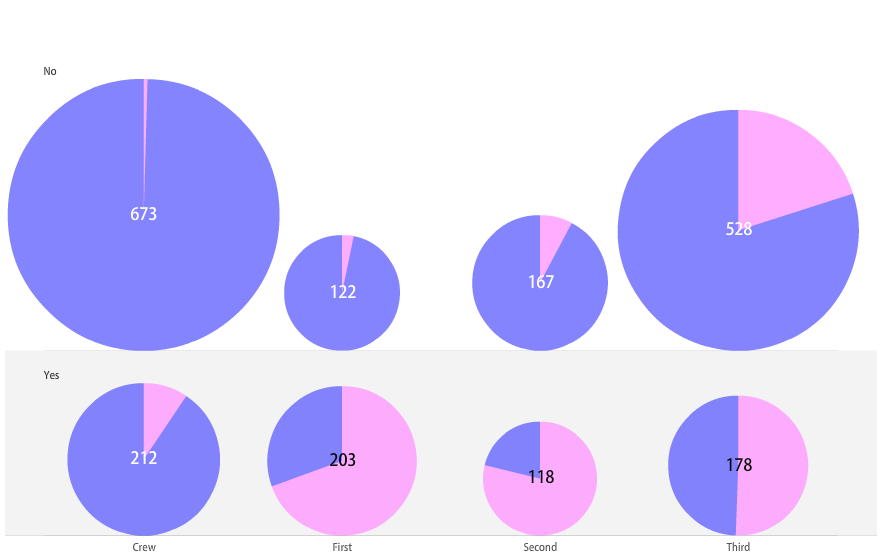 No
673
122
167
528
Yes
212
203
118
178
Crew
First
Second
Third